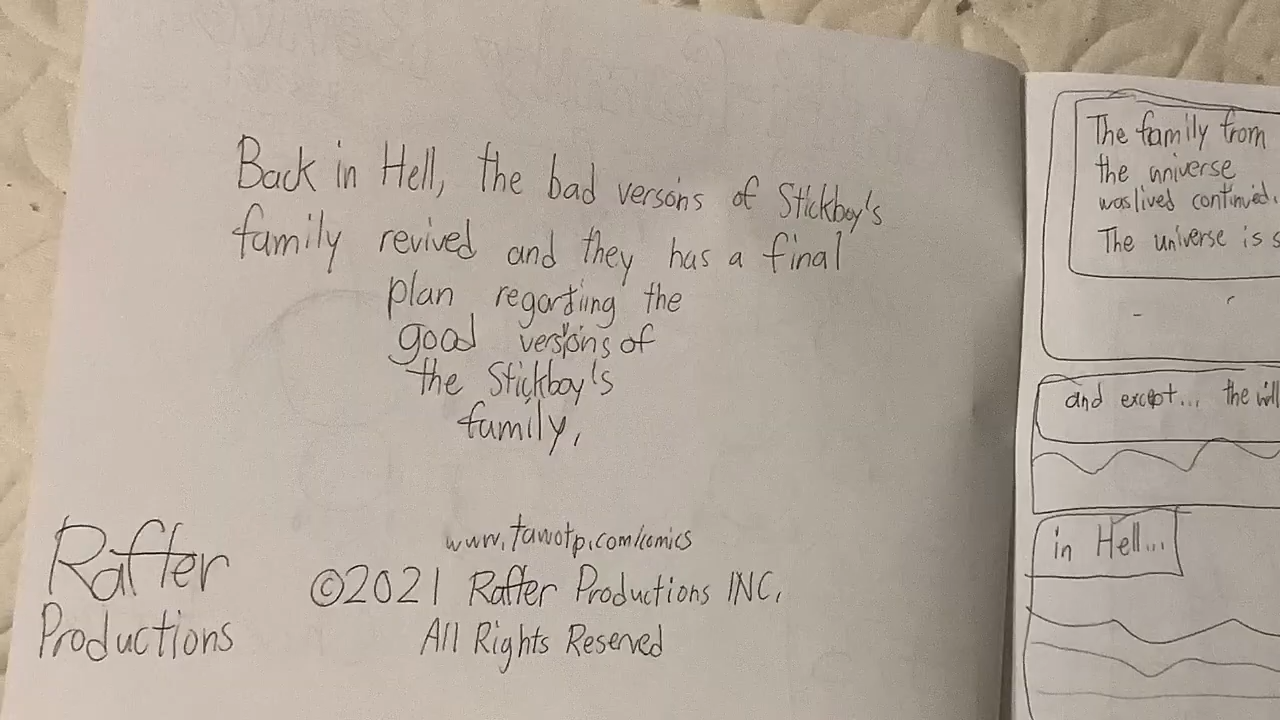 Back in Hell, the bad versions of Stickboy's
family revived and they has a final
plan regarding the
good versions of
the Stickboy's
family.
Rafter
Productions
www.tawotp.com/comics
©2021 Rafter Productions INC.
All Rights Reserved
The family from
the universe
was lived continued.
The universe is
and except... the
in Hell...